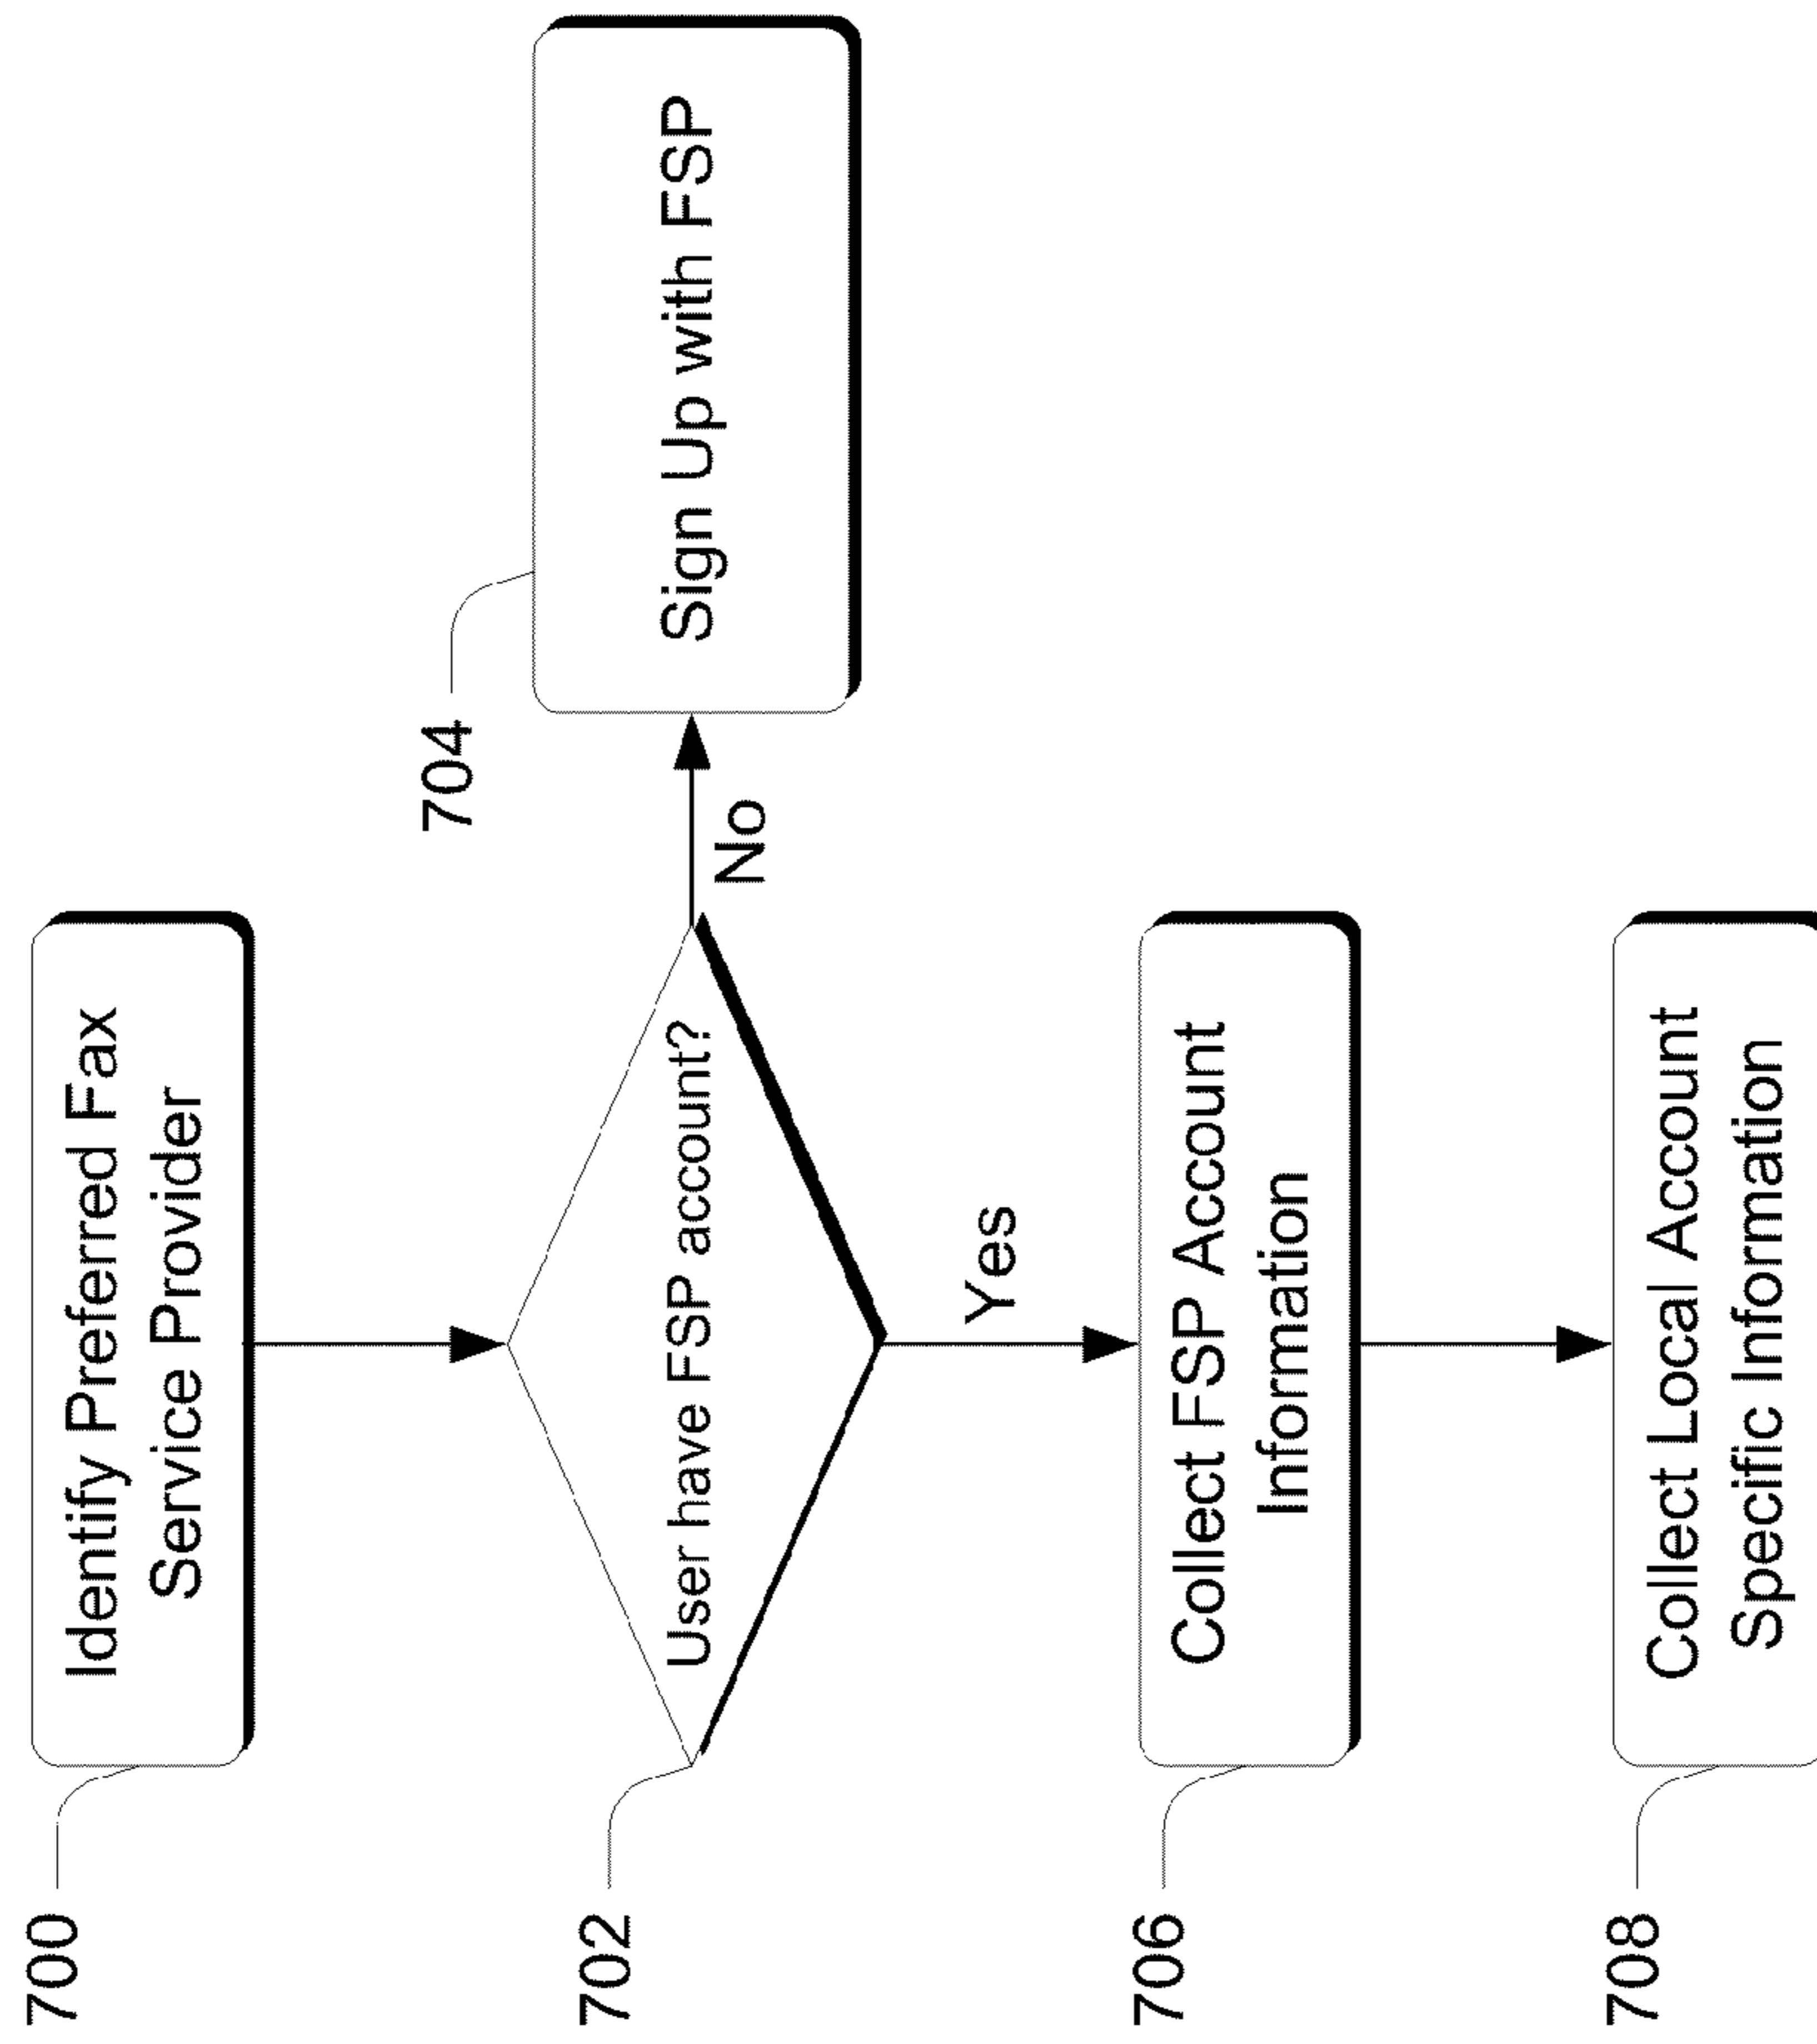 700
Identify Preferred Fax
Service Provider
702
User have FSP account?
No
704
Sign Up with FSP
Yes
706
Collect FSP Account
Information
708
Collect Local Account
Specific Information